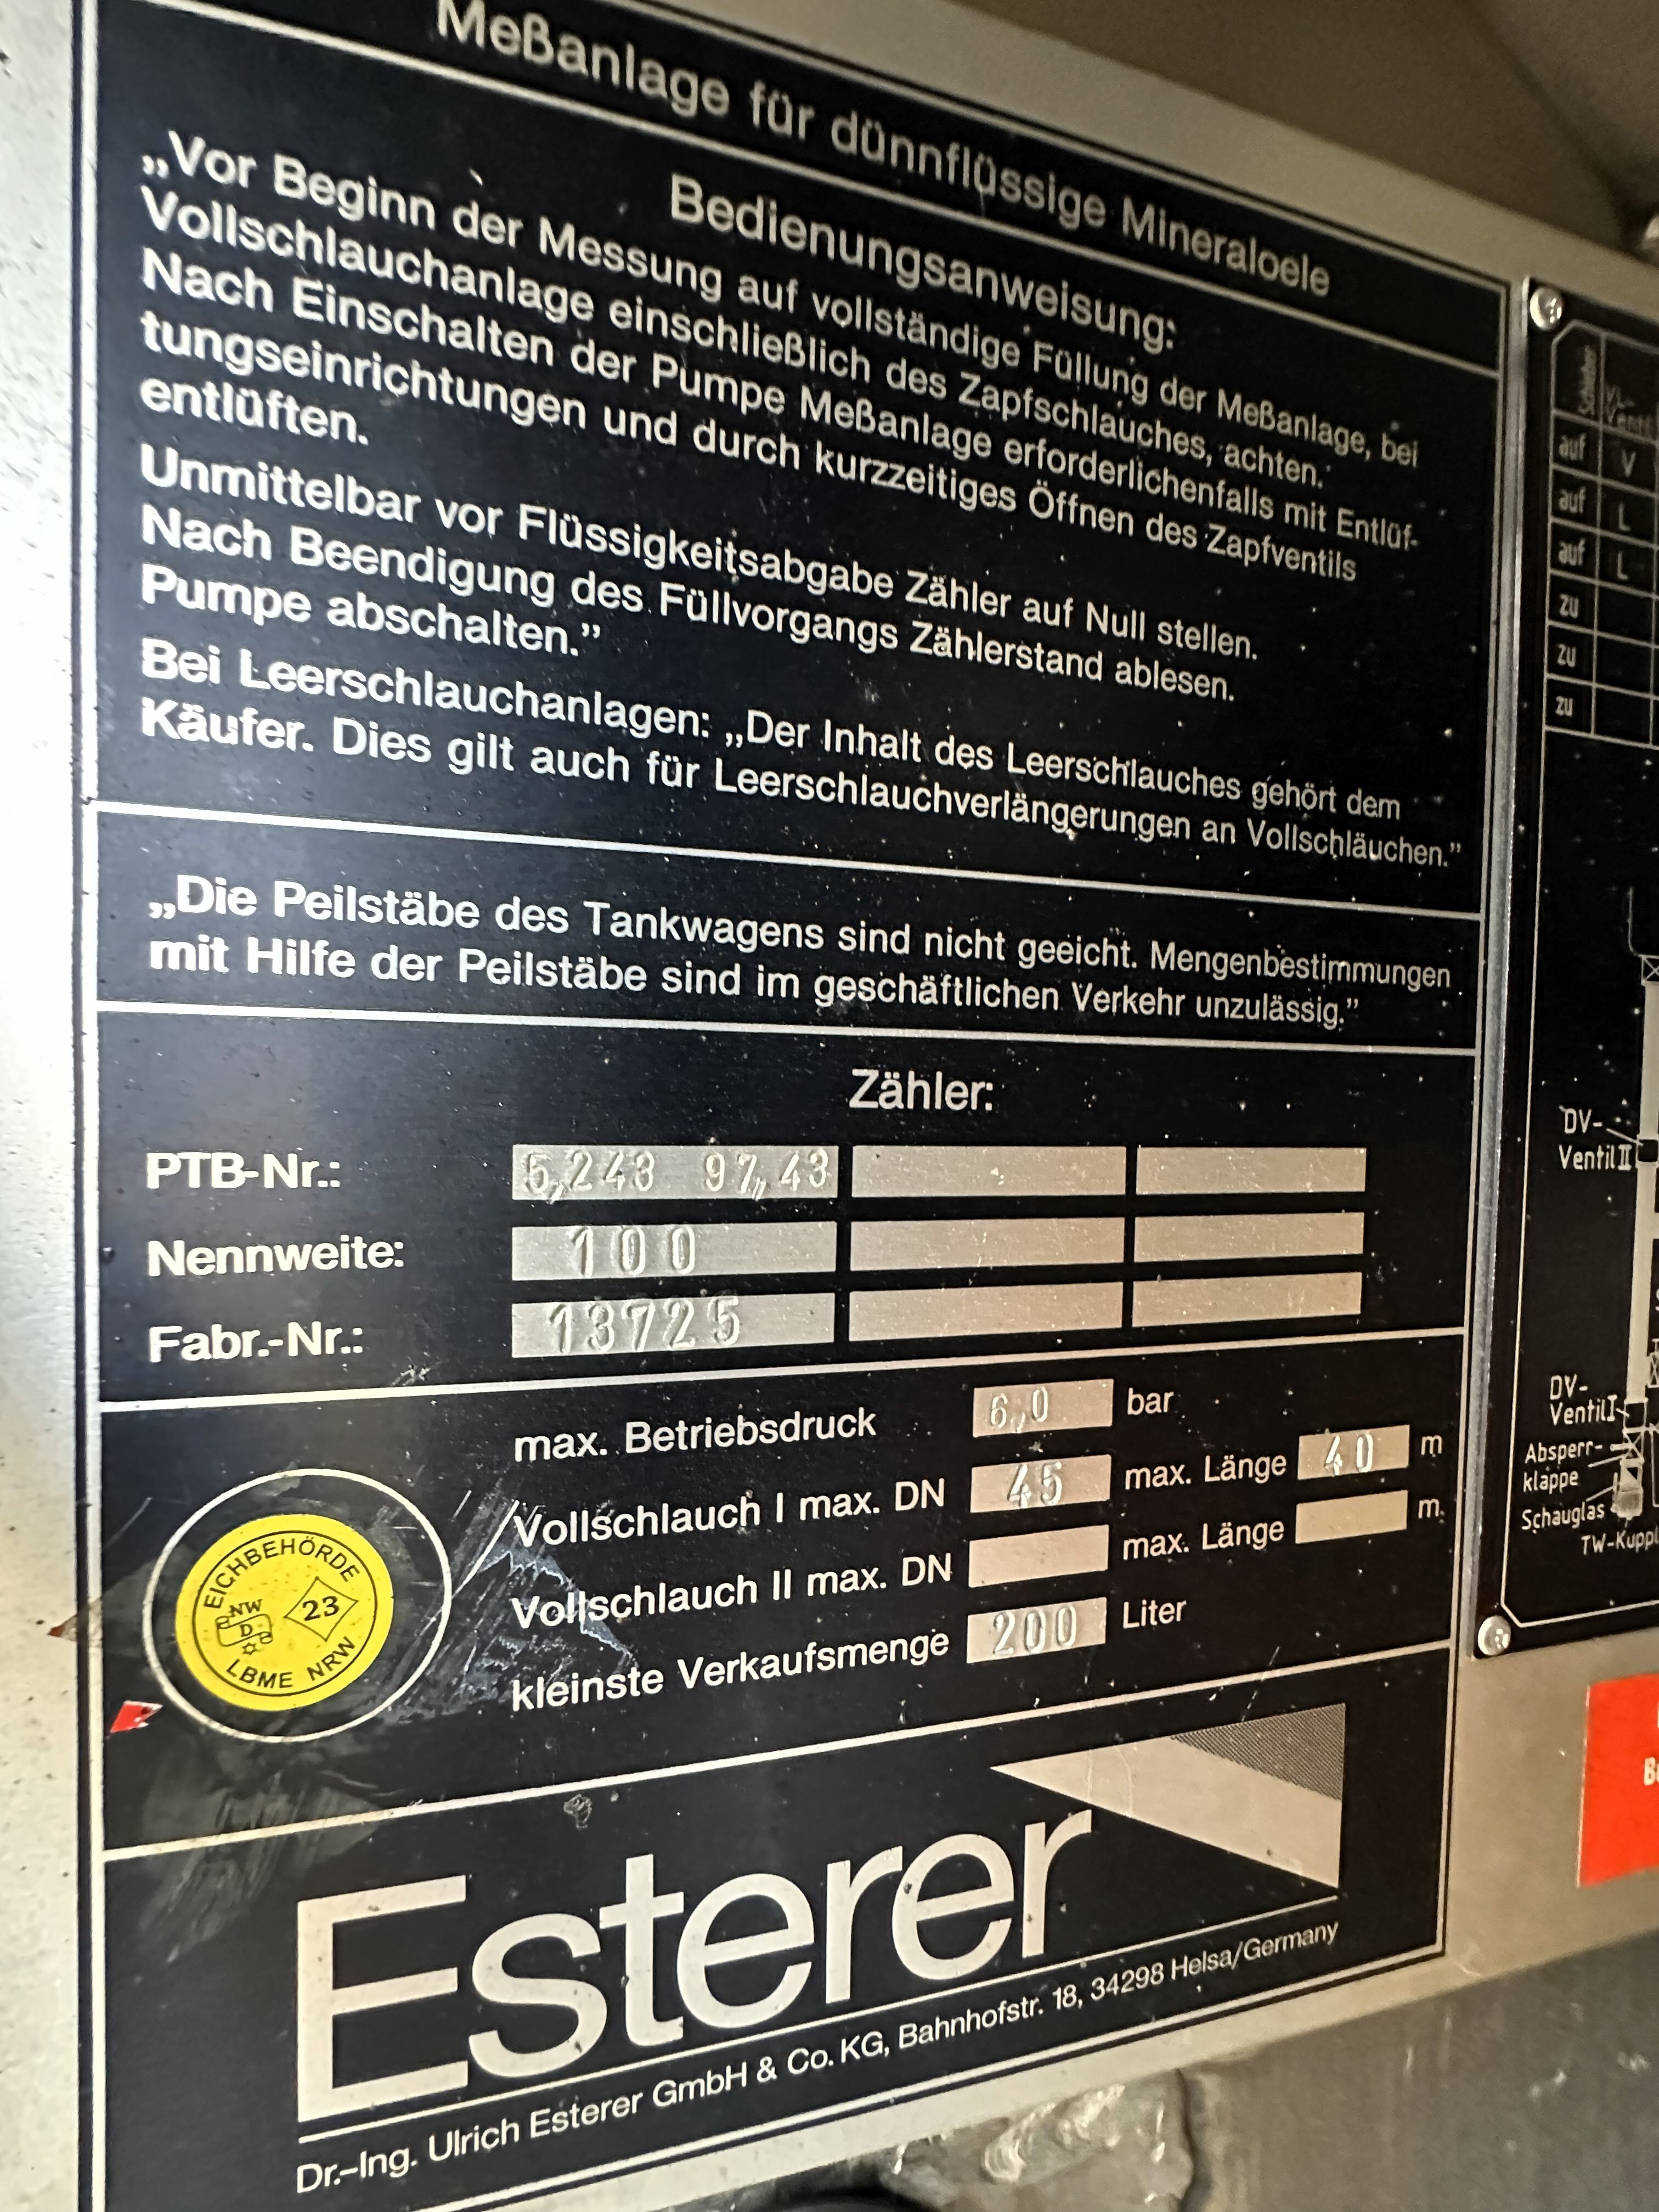 Meßanlage für dünnflüssige Mineraloele
Bedienungsanweisung:
„Vor Beginn der Messung auf vollständige Füllung der Meßanlage, bei
Vollschlauchanlage einschließlich des Zapfschlauches, achten.
Nach Einschalten der Pumpe Meßanlage erforderlichenfalls mit Entlüf-
tungseinrichtungen und durch kurzzeitiges Öffnen des Zapfventils
entlüften.
Unmittelbar vor Flüssigkeitsabgabe Zähler auf Null stellen.
Nach Beendigung des Füllvorgangs Zählerstand ablesen.
Pumpe abschalten.”
Bei Leerschlauchanlagen: „Der Inhalt des Leerschlauches gehört dem
Käufer. Dies gilt auch für Leerschlauchverlängerungen an Vollschläuchen.”
„Die Peilstäbe des Tankwagens sind nicht geeicht. Mengenbestimmungen
mit Hilfe der Peilstäbe sind im geschäftlichen Verkehr unzulässig.”
Zähler:
PTB-Nr.: 5,243 97,43
Nennweite: 100
Fabr.-Nr.: 13725
max. Betriebsdruck 6,0 bar
Vollschlauch I max. DN 45 max. Länge 40 m
Vollschlauch II max. DN max. Länge m
kleinste Verkaufsmenge 200 Liter
EICHBEHÖRDE
NW
D
23
LBME NRW
Esterer
Dr.-Ing. Ulrich Esterer GmbH & Co. KG, Bahnhofstr. 18, 34298 Helsa/Germany
auf V
auf L
auf L
zu
zu
zu
DV-
Ventil II
DV-
Ventil I
Absperr-
klappe
Schauglas